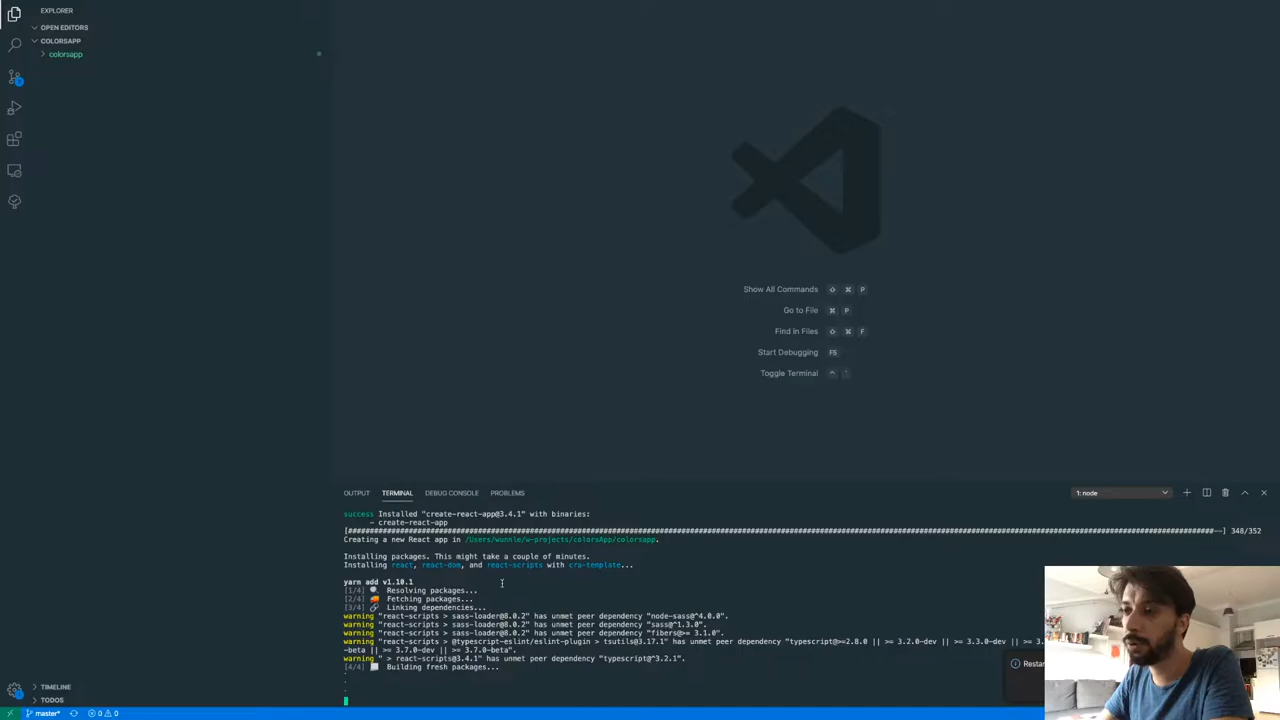 EXPLORER
OPEN EDITORS
COLORSAPP
colorsapp
Show All Commands
Go to File
P
Find in Files
F
Start Debugging F5
Toggle Terminal
OUTPUT TERMINAL DEBUG CONSOLE PROBLEMS
1: node
success Installed "create-react-app@3.4.1" with binaries:
- create-react-app
348/352
Creating a new React app in /Users/wunnle/w-projects/colorsApp/colorsapp.
Installing packages. This might take a couple of minutes.
Installing react, react-dom, and react-scripts with cra-template...
yarn add v1.10.1
[1/4] Resolving packages...
[2/4] Fetching packages...
[3/4] Linking dependencies...
warning "react-scripts > sass-loader@8.0.2" has unmet peer dependency "node-sass@^4.0.0".
warning "react-scripts > sass-loader@8.0.2" has unmet peer dependency "sass@^1.3.0".
warning "react-scripts > sass-loader@8.0.2" has unmet peer dependency "fibers@>= 3.1.0".
warning "react-scripts > @typescript-eslint/eslint-plugin > tsutils@3.17.1" has unmet peer dependency "typescript@>=2.8.0 || >= 3.2.0-dev || >= 3.3.0-dev || >= 3.
-beta || >= 3.7.0-dev || >= 3.7.0-beta".
warning " > react-scripts@3.4.1" has unmet peer dependency "typescript@^3.2.1".
[4/4] Building fresh packages...
Restar
TIMELINE
TODOS
master* 0 0